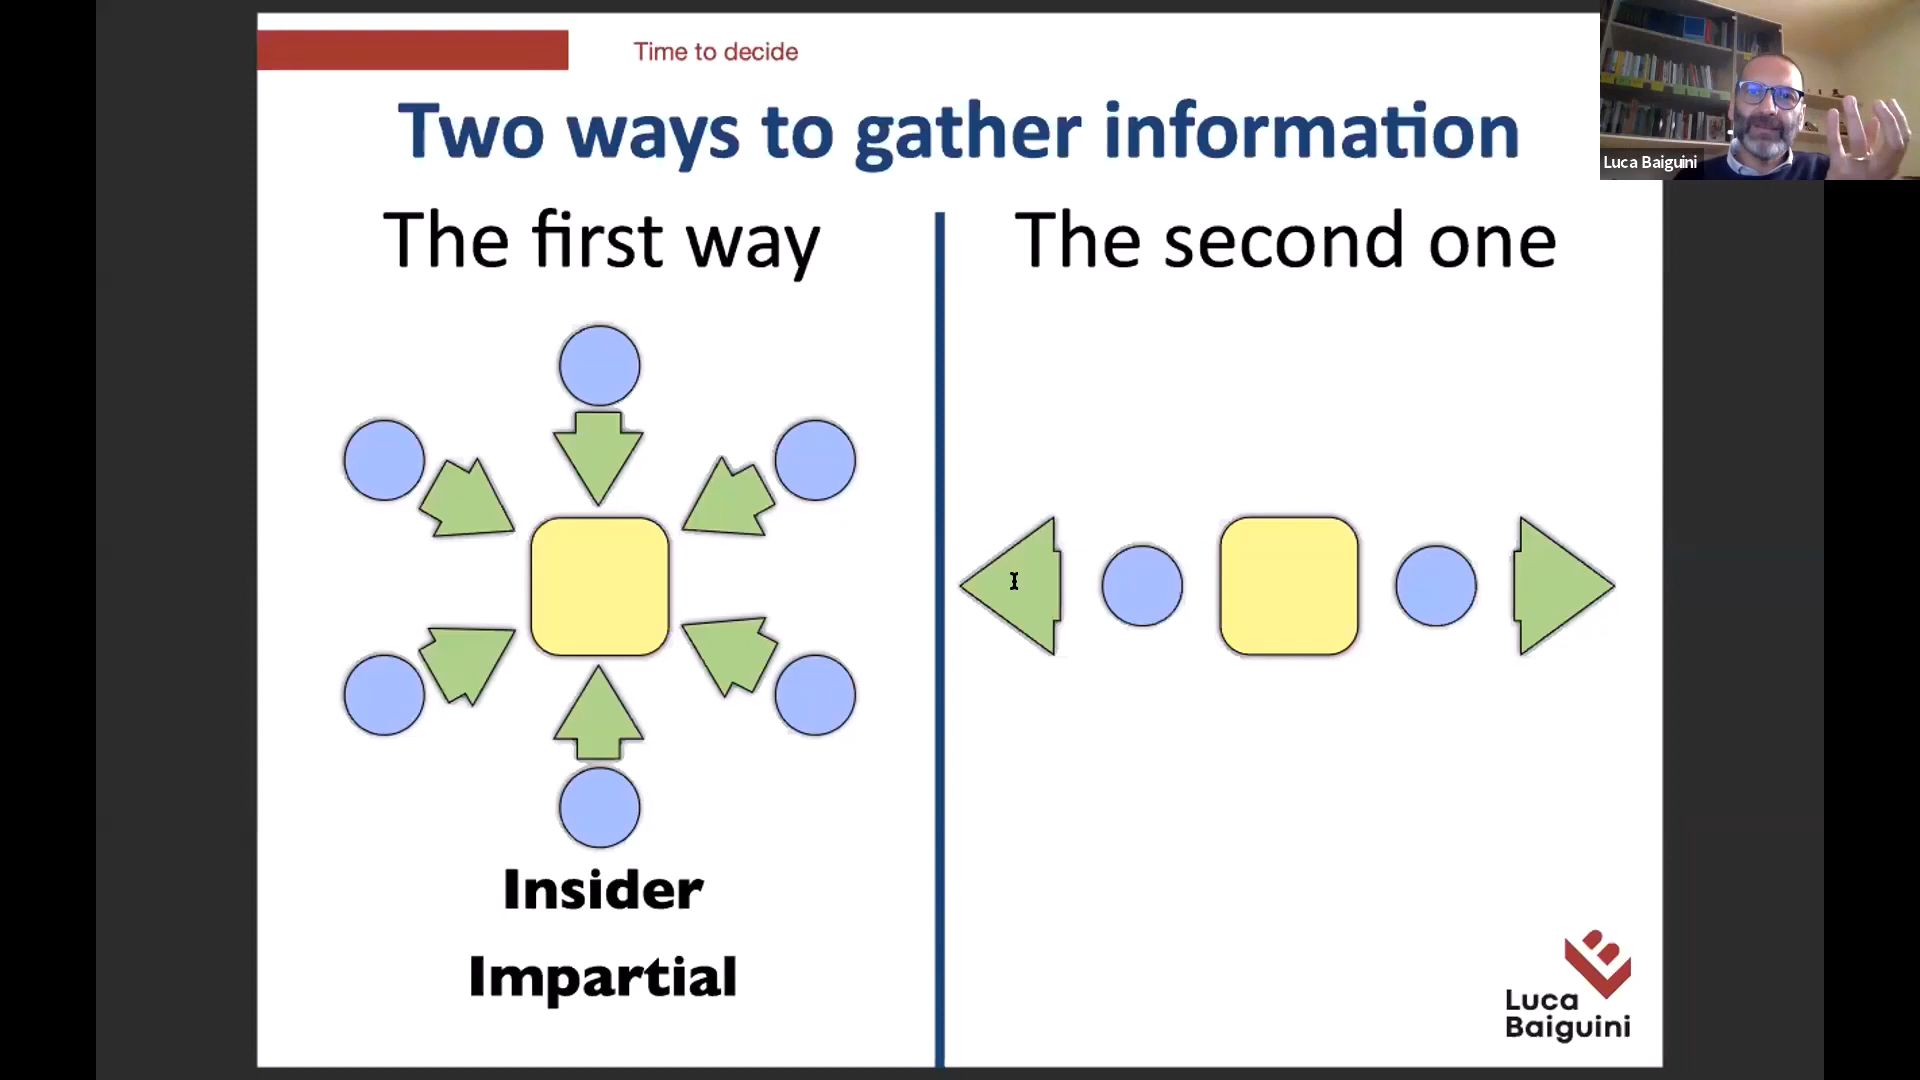 Time to decide
Luca Baiguini
Two ways to gather information
The first way
The second one
Insider
Impartial
Luca
Baiguini